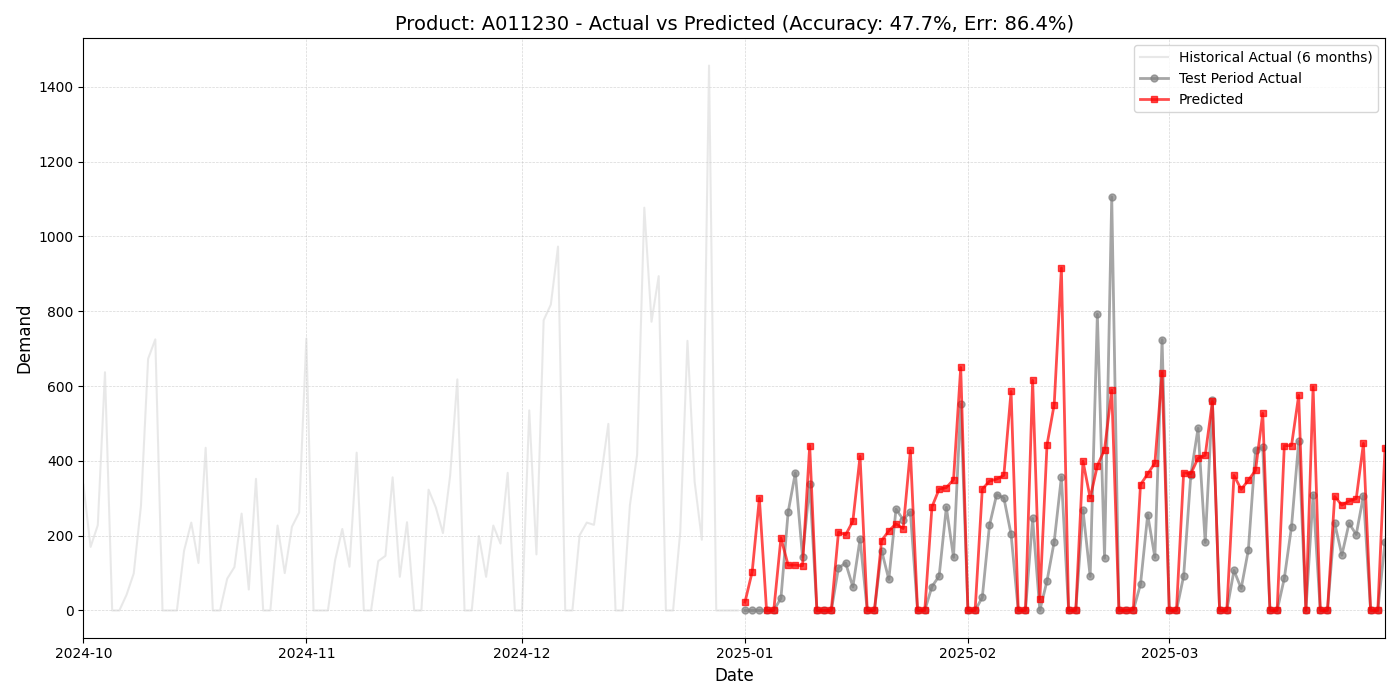 Product: A011230 - Actual vs Predicted (Accuracy: 47.7%, Err: 86.4%)
Historical Actual (6 months)
Test Period Actual
Predicted
Demand
1400
1200
1000
800
600
400
200
0
2024-10
2024-11
2024-12
2025-01
2025-02
2025-03
Date